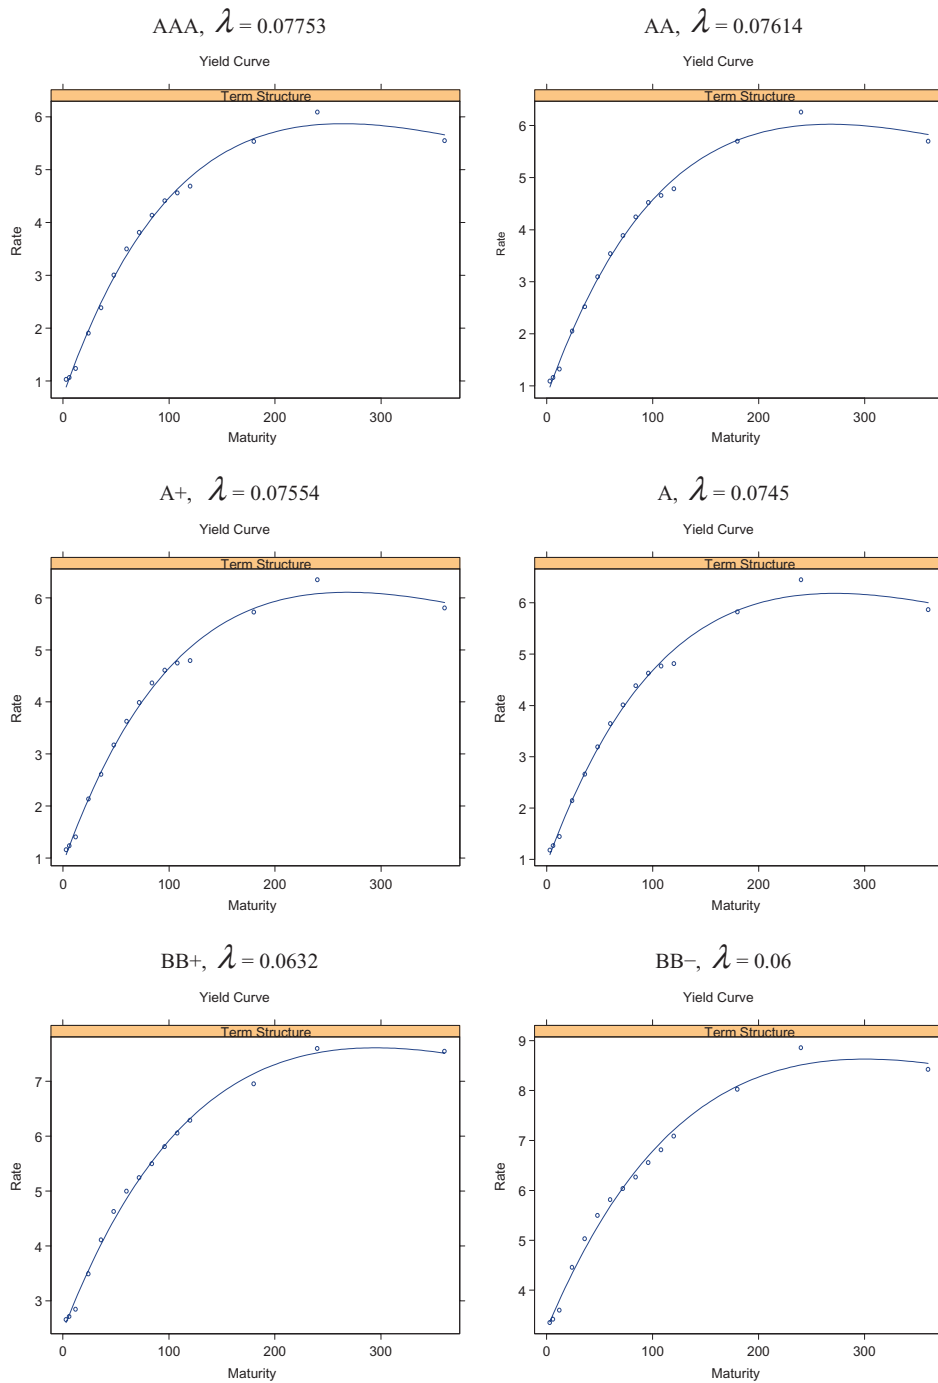 AAA, λ = 0.07753
Yield Curve
Term Structure
6
5
4
3
2
1
Rate
0 100 200 300
Maturity
AA, λ = 0.07614
Yield Curve
Term Structure
6
5
4
3
2
1
Rate
0 100 200 300
Maturity
A+, λ = 0.07554
Yield Curve
Term Structure
6
5
4
3
2
1
Rate
0 100 200 300
Maturity
A, λ = 0.0745
Yield Curve
Term Structure
6
5
4
3
2
1
Rate
0 100 200 300
Maturity
BB+, λ = 0.0632
Yield Curve
Term Structure
7
6
5
4
3
Rate
0 100 200 300
Maturity
BB−, λ = 0.06
Yield Curve
Term Structure
9
8
7
6
5
4
Rate
0 100 200 300
Maturity